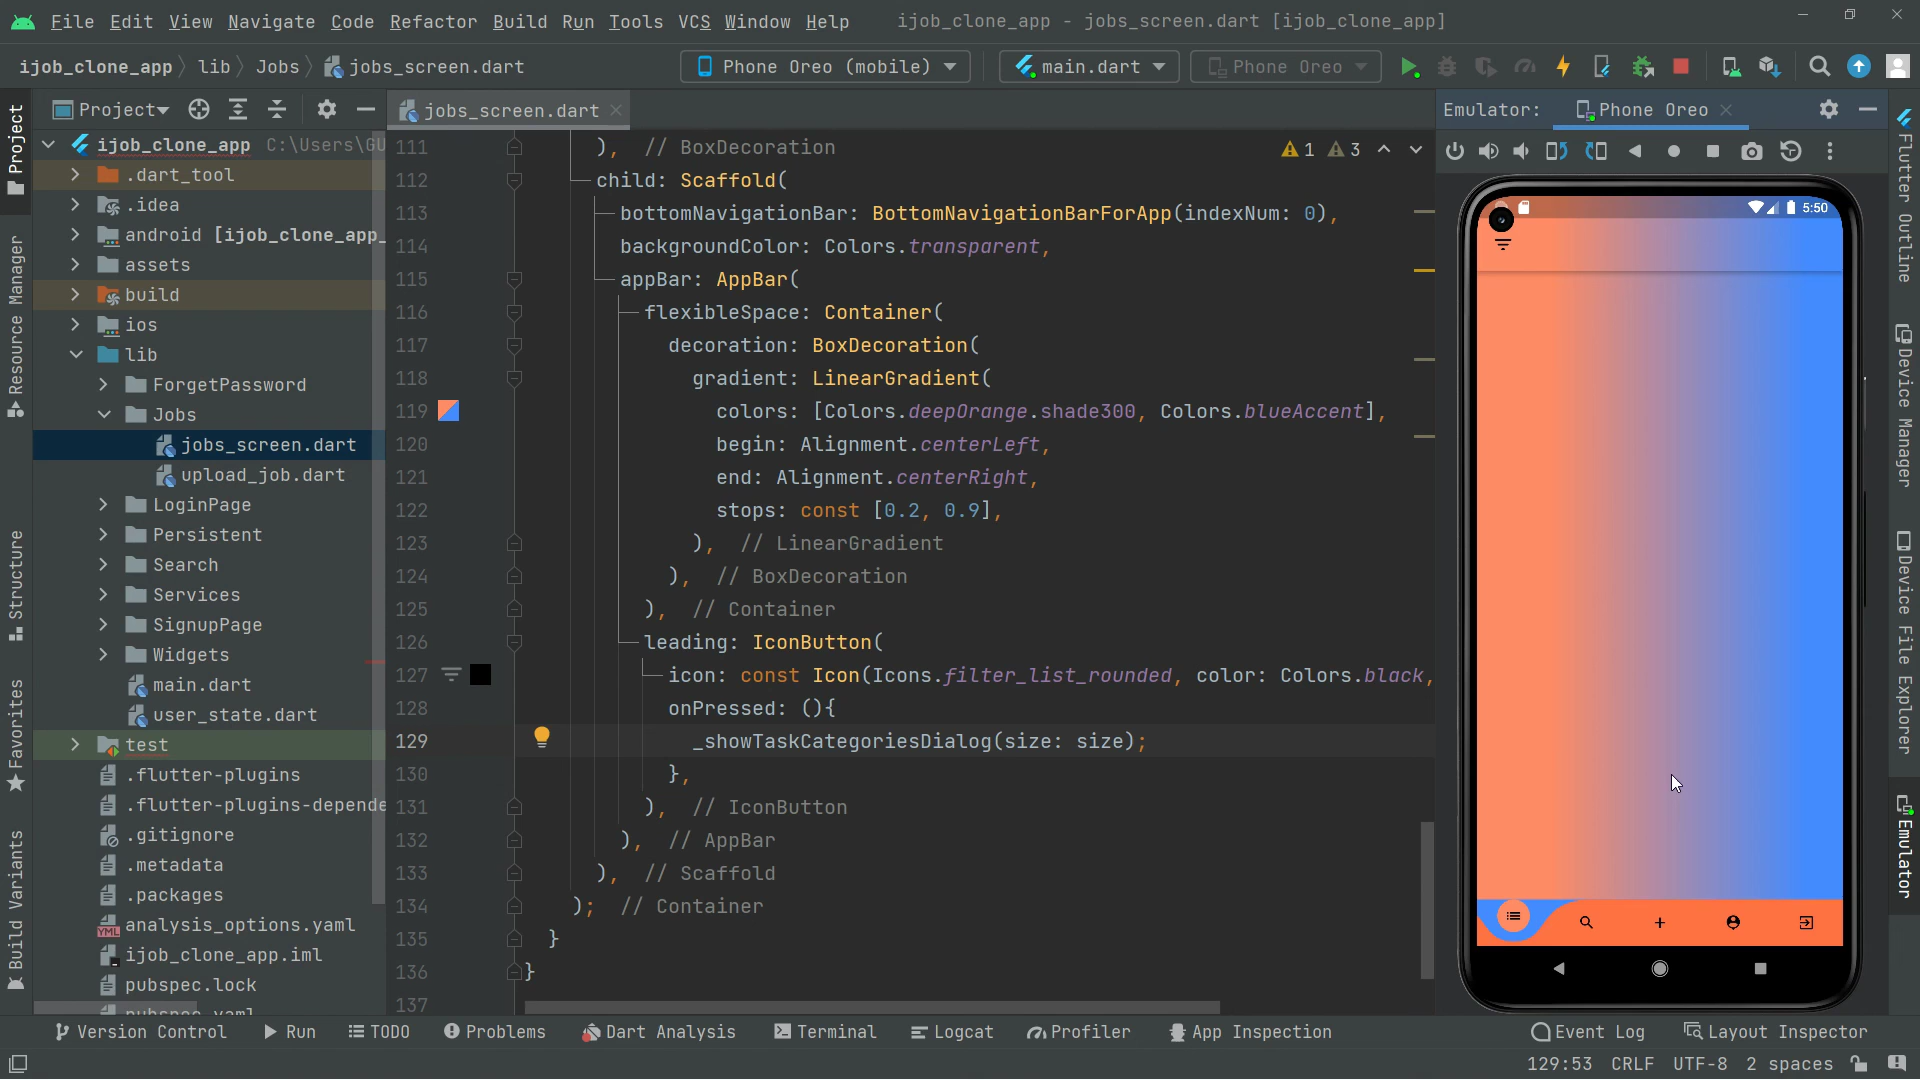 File Edit View Navigate Code Refactor Build Run Tools VCS Window Help ijob_clone_app - jobs_screen.dart [ijob_clone_app]
ijob_clone_app lib Jobs jobs_screen.dart Phone Oreo (mobile) main.dart Phone Oreo
Project jobs_screen.dart Emulator: Phone Oreo
ijob_clone_app C:\Users\GU
.dart_tool
.idea
android [ijob_clone_app_
assets
build
ios
lib
ForgetPassword
Jobs
jobs_screen.dart
upload_job.dart
LoginPage
Persistent
Search
Services
SignupPage
Widgets
main.dart
user_state.dart
test
.flutter-plugins
.flutter-plugins-depende
.gitignore
.metadata
.packages
analysis_options.yaml
ijob_clone_app.iml
pubspec.lock
pubspec.yaml
1 3
111 ), // BoxDecoration
112 child: Scaffold(
113 bottomNavigationBar: BottomNavigationBarForApp(indexNum: 0),
114 backgroundColor: Colors.transparent,
115 appBar: AppBar(
116 flexibleSpace: Container(
117 decoration: BoxDecoration(
118 gradient: LinearGradient(
119 colors: [Colors.deepOrange.shade300, Colors.blueAccent],
120 begin: Alignment.centerLeft,
121 end: Alignment.centerRight,
122 stops: const [0.2, 0.9],
123 ), // LinearGradient
124 ), // BoxDecoration
125 ), // Container
126 leading: IconButton(
127 icon: const Icon(Icons.filter_list_rounded, color: Colors.black,
128 onPressed: (){
129 _showTaskCategoriesDialog(size: size);
130 },
131 ), // IconButton
132 ), // AppBar
133 ), // Scaffold
134 ); // Container
135 }
136 }
137
5:50
Project
Resource Manager
Structure
Favorites
Build Variants
Flutter Outline
Device Manager
Device File Explorer
Emulator
Version Control Run TODO Problems Dart Analysis Terminal Logcat Profiler App Inspection Event Log Layout Inspector
129:53 CRLF UTF-8 2 spaces